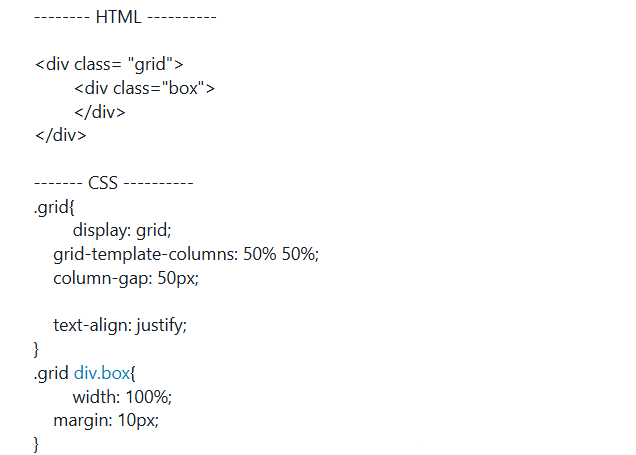 -------- HTML ----------
<div class= "grid">
<div class="box">
</div>
</div>
------- CSS ----------
.grid{
display: grid;
grid-template-columns: 50% 50%;
column-gap: 50px;
text-align: justify;
}
.grid div.box{
width: 100%;
margin: 10px;
}